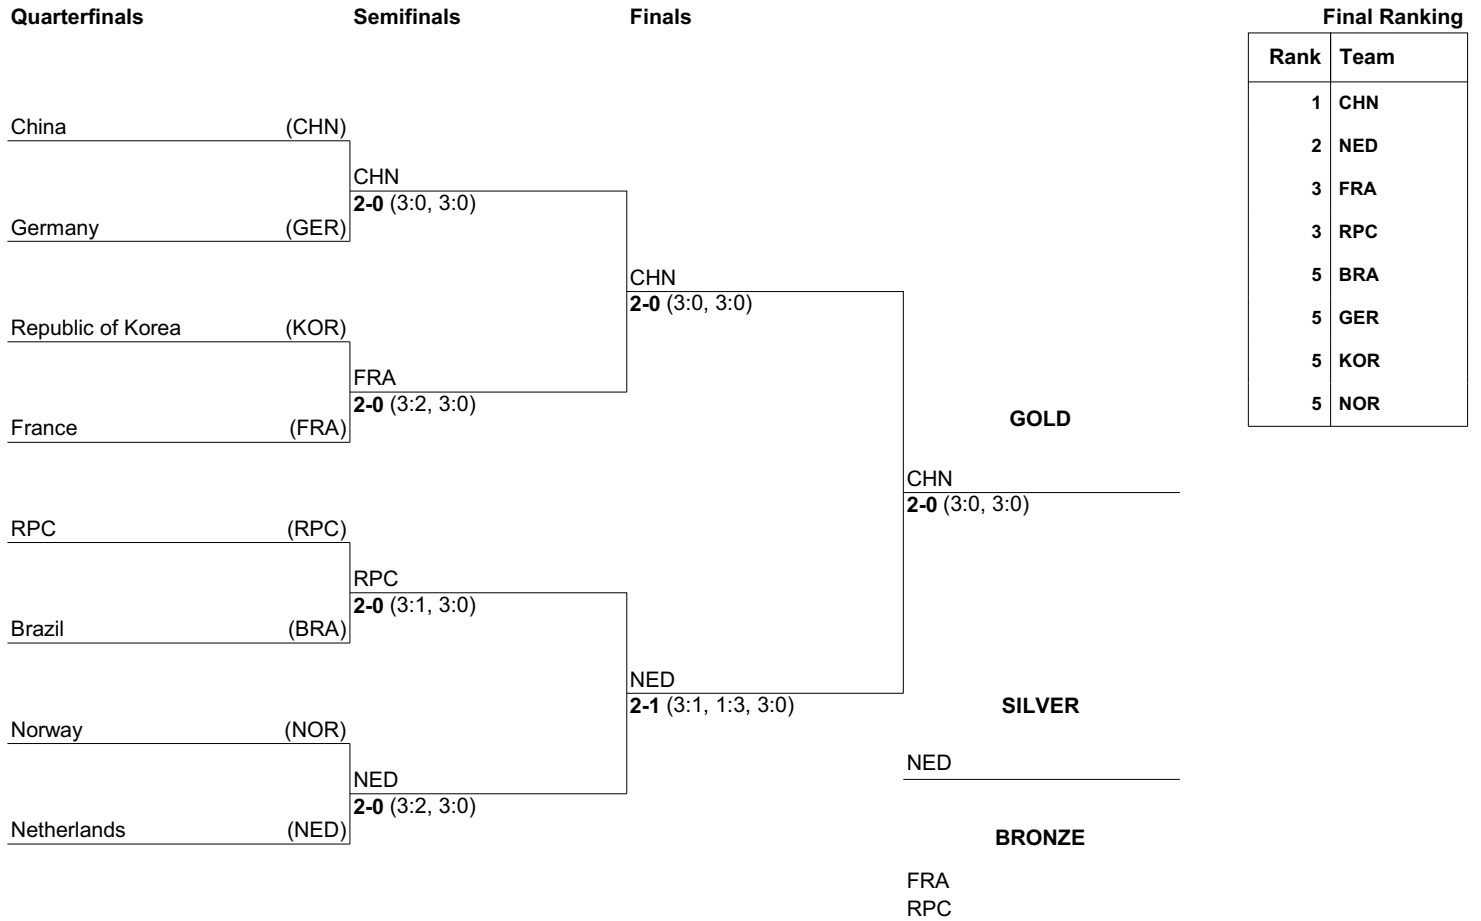 Quarterfinals Semifinals Finals Final Ranking
Rank Team
1 CHN
2 NED
3 FRA
3 RPC
5 BRA
5 GER
5 KOR
5 NOR
China (CHN)
CHN
2-0 (3:0, 3:0)
Germany (GER)
CHN
2-0 (3:0, 3:0)
Republic of Korea (KOR)
FRA
2-0 (3:2, 3:0)
France (FRA)
GOLD
CHN
2-0 (3:0, 3:0)
RPC (RPC)
RPC
2-0 (3:1, 3:0)
Brazil (BRA)
NED
2-1 (3:1, 1:3, 3:0)
SILVER
Norway (NOR)
NED
NED
2-0 (3:2, 3:0)
Netherlands (NED)
BRONZE
FRA
RPC